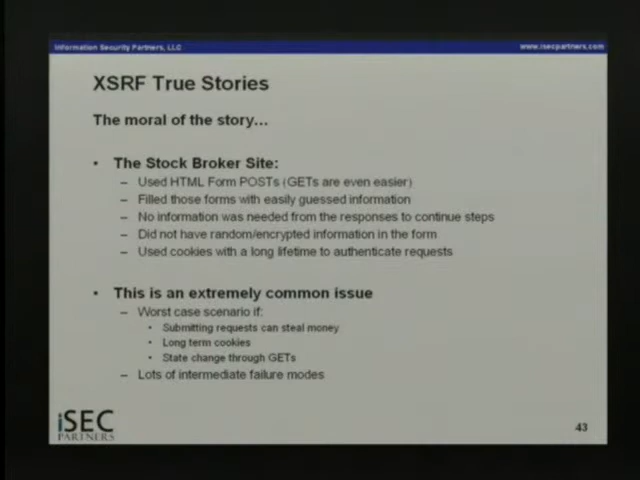 Information Security Partners, LLC
www.isecpartners.com
XSRF True Stories
The moral of the story…
• The Stock Broker Site:
– Used HTML Form POSTs (GETs are even easier)
– Filled those forms with easily guessed information
– No information was needed from the responses to continue steps
– Did not have random/encrypted information in the form
– Used cookies with a long lifetime to authenticate requests
• This is an extremely common issue
– Worst case scenario if:
• Submitting requests can steal money
• Long term cookies
• State change through GETs
– Lots of intermediate failure modes
iSEC
PARTNERS
43